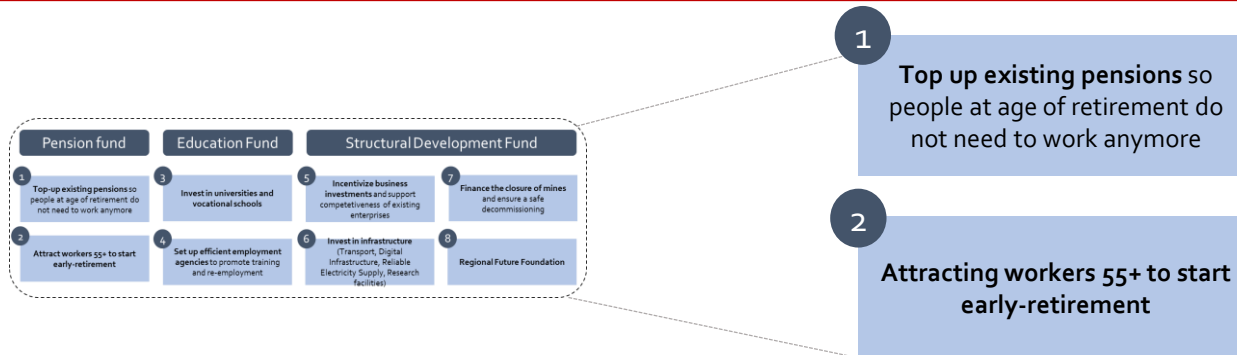 Pension fund
Education Fund
Structural Development Fund
1
Top-up existing pensions so
people at age of retirement do
not need to work anymore
3
Invest in universities and
vocational schools
5
Incentivize business
investments and support
competetiveness of existing
enterprises
7
Finance the closure of mines
and ensure a safe
decommissioning
2
Attract workers 55+ to start
early-retirement
4
Set up efficient employment
agencies to promote training
and re-employment
6
Invest in infrastructure
(Transport, Digital
Infrastructure, Reliable
Electricity Supply, Research
facilities)
8
Regional Future Foundation
1
Top up existing pensions so
people at age of retirement do
not need to work anymore
2
Attracting workers 55+ to start
early-retirement